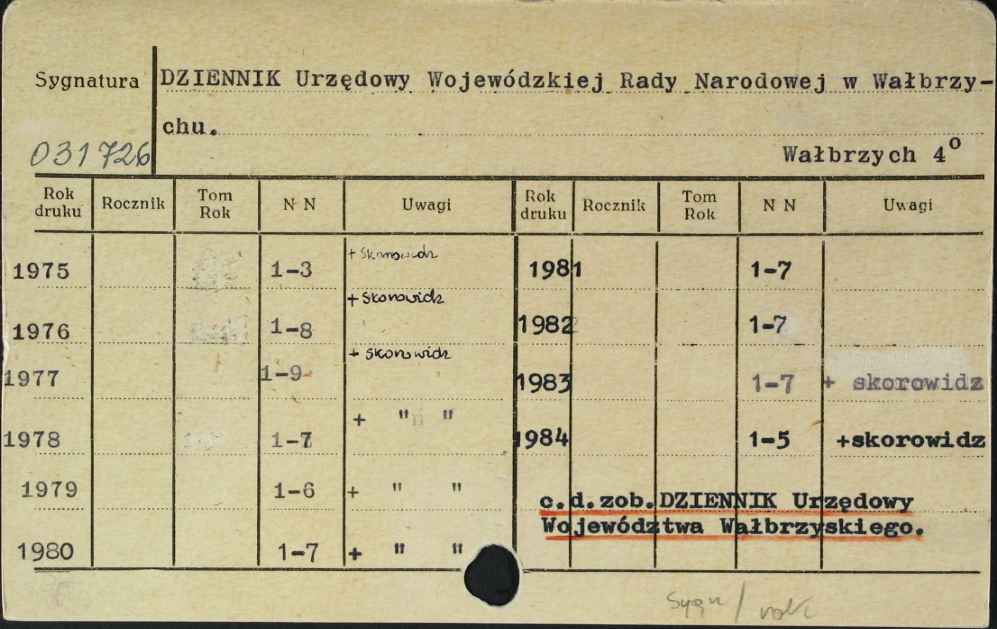 Sygnatura DZIENNIK Urzędowy Wojewódzkiej Rady Narodowej w Wałbrzy-
chu.
031726 Wałbrzych 4°
Rok druku Rocznik Tom Rok N N Uwagi Rok druku Rocznik Tom Rok N N Uwagi
1975 1-3 + Skorowidz
1976 1-8 + Skorowidz
1977 1-9 + skorowidz
1978 1-7 + " "
1979 1-6 + " "
1980 1-7 + " "
1981 1-7
1982 1-7
1983 1-7 + skorowidz
1984 1-5 +skorowidz
c.d.zob.DZIENNIK Urzędowy
Województwa Wałbrzyskiego.
Sygn /